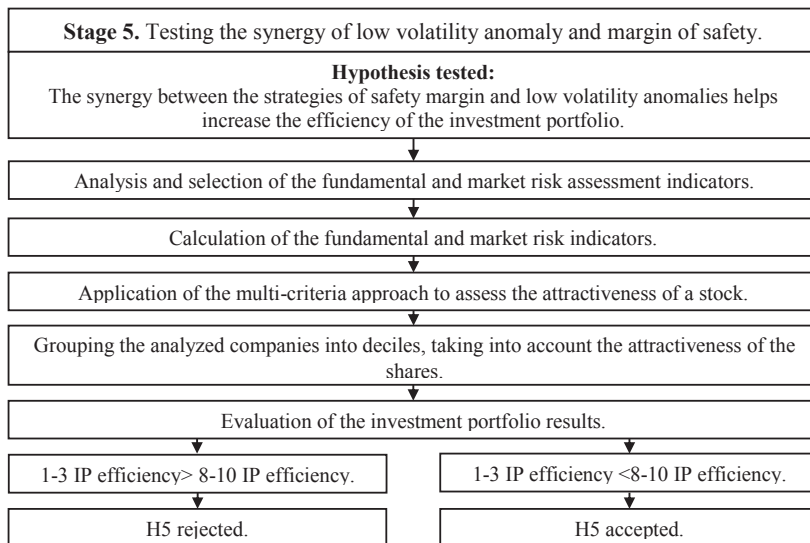 Stage 5. Testing the synergy of low volatility anomaly and margin of safety.
Hypothesis tested:
The synergy between the strategies of safety margin and low volatility anomalies helps
increase the efficiency of the investment portfolio.
Analysis and selection of the fundamental and market risk assessment indicators.
Calculation of the fundamental and market risk indicators.
Application of the multi-criteria approach to assess the attractiveness of a stock.
Grouping the analyzed companies into deciles, taking into account the attractiveness of the
shares.
Evaluation of the investment portfolio results.
1-3 IP efficiency> 8-10 IP efficiency.
1-3 IP efficiency <8-10 IP efficiency.
H5 rejected.
H5 accepted.